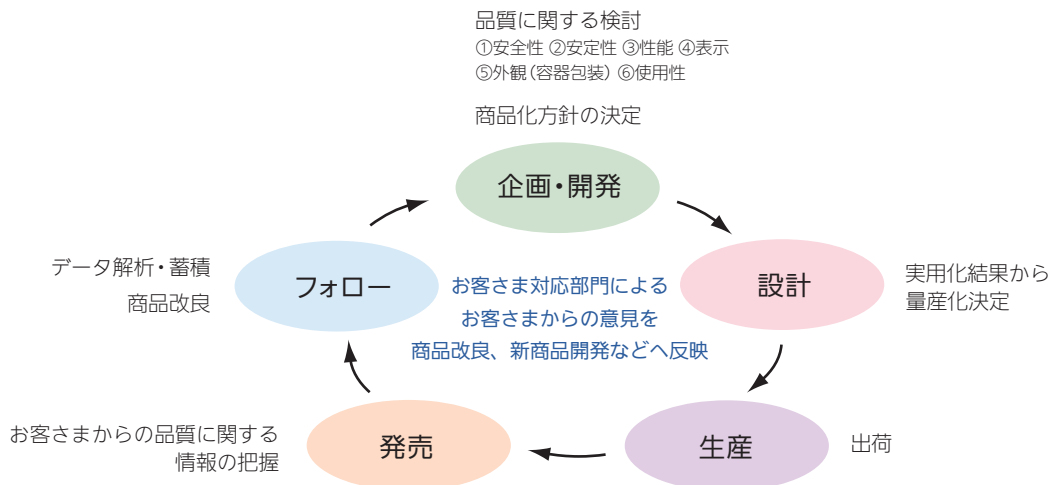 品質に関する検討
①安全性 ②安定性 ③性能 ④表示
⑤外観(容器包装) ⑥使用性
商品化方針の決定
企画・開発
データ解析・蓄積
商品改良
フォロー
お客さま対応部門による
お客さまからの意見を
商品改良、新商品開発などへ反映
設計
実用化結果から
量産化決定
お客さまからの品質に関する
情報の把握
発売
生産
出荷